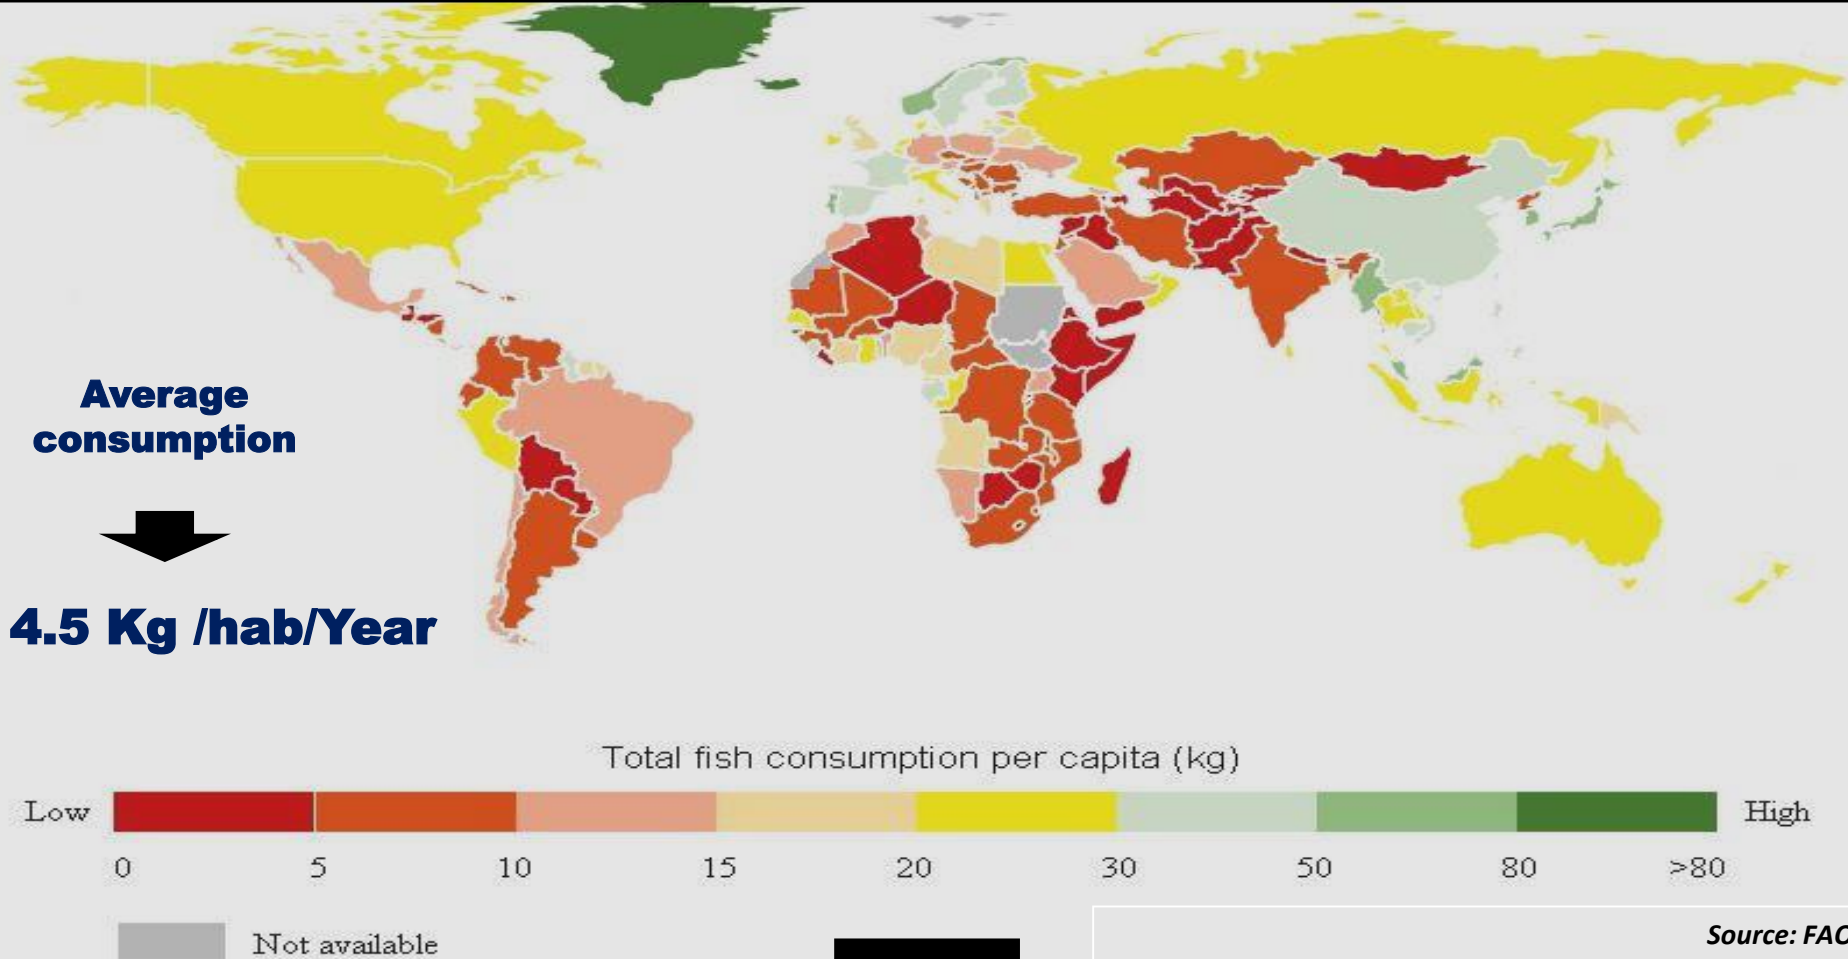 Average
consumption
4.5 Kg /hab/Year
Total fish consumption per capita (kg)
Low
High
0 5 10 15 20 30 50 80 >80
Not available
Source: FAO